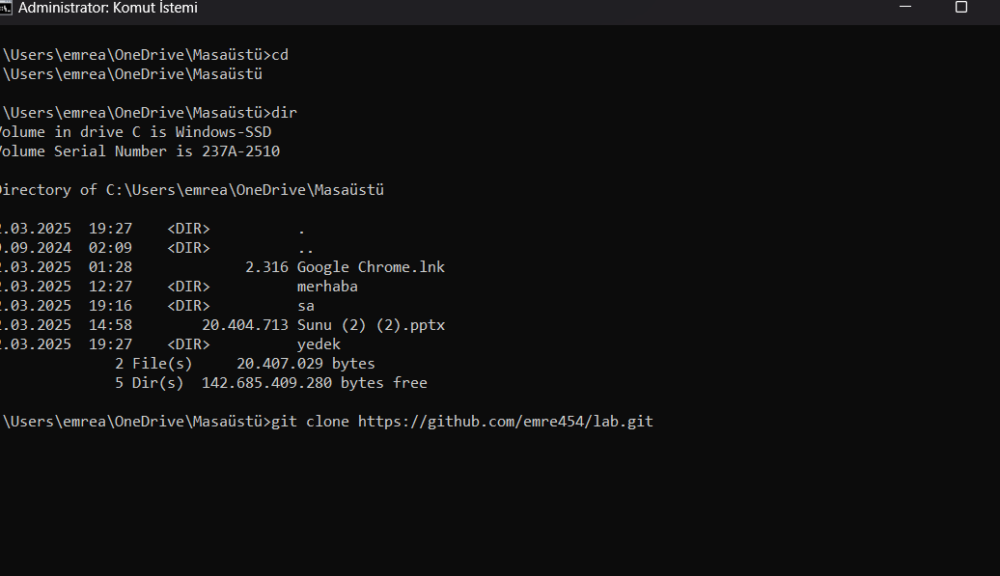 Administrator: Komut İstemi
\Users\emrea\OneDrive\Masaüstü>cd
\Users\emrea\OneDrive\Masaüstü
\Users\emrea\OneDrive\Masaüstü>dir
Volume in drive C is Windows-SSD
Volume Serial Number is 237A-2510
Directory of C:\Users\emrea\OneDrive\Masaüstü
2.03.2025  19:27    <DIR>          .
.09.2024  02:09    <DIR>          ..
2.03.2025  01:28             2.316 Google Chrome.lnk
2.03.2025  12:27    <DIR>          merhaba
2.03.2025  19:16    <DIR>          sa
2.03.2025  14:58        20.404.713 Sunu (2) (2).pptx
2.03.2025  19:27    <DIR>          yedek
2 File(s)     20.407.029 bytes
5 Dir(s)  142.685.409.280 bytes free
\Users\emrea\OneDrive\Masaüstü>git clone https://github.com/emre454/lab.git